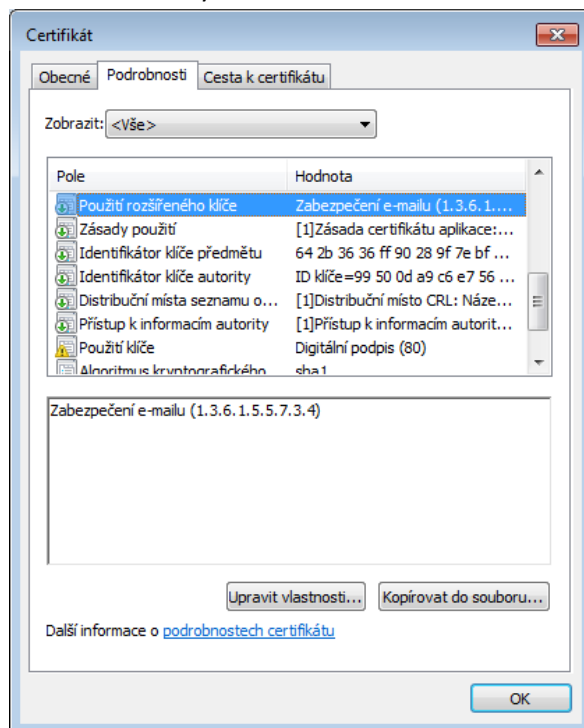 Certifikát
Obecné Podrobnosti Cesta k certifikátu
Zobrazit: <Vše>
Pole Hodnota
Použití rozšířeného klíče Zabezpečení e-mailu (1.3.6.1....
Zásady použití [1]Zásada certifikátu aplikace:...
Identifikátor klíče předmětu 64 2b 36 36 ff 90 28 9f 7e bf ...
Identifikátor klíče autority ID klíče=99 50 0d a9 c6 e7 56 ...
Distribuční místa seznamu o... [1]Distribuční místo CRL: Náze...
Přístup k informacím autority [1]Přístup k informacím autorit...
Použití klíče Digitální podpis (80)
Algoritmus kryptografického sha1
Zabezpečení e-mailu (1.3.6.1.5.5.7.3.4)
Upravit vlastnosti... Kopírovat do souboru...
Další informace o podrobnostech certifikátu
OK